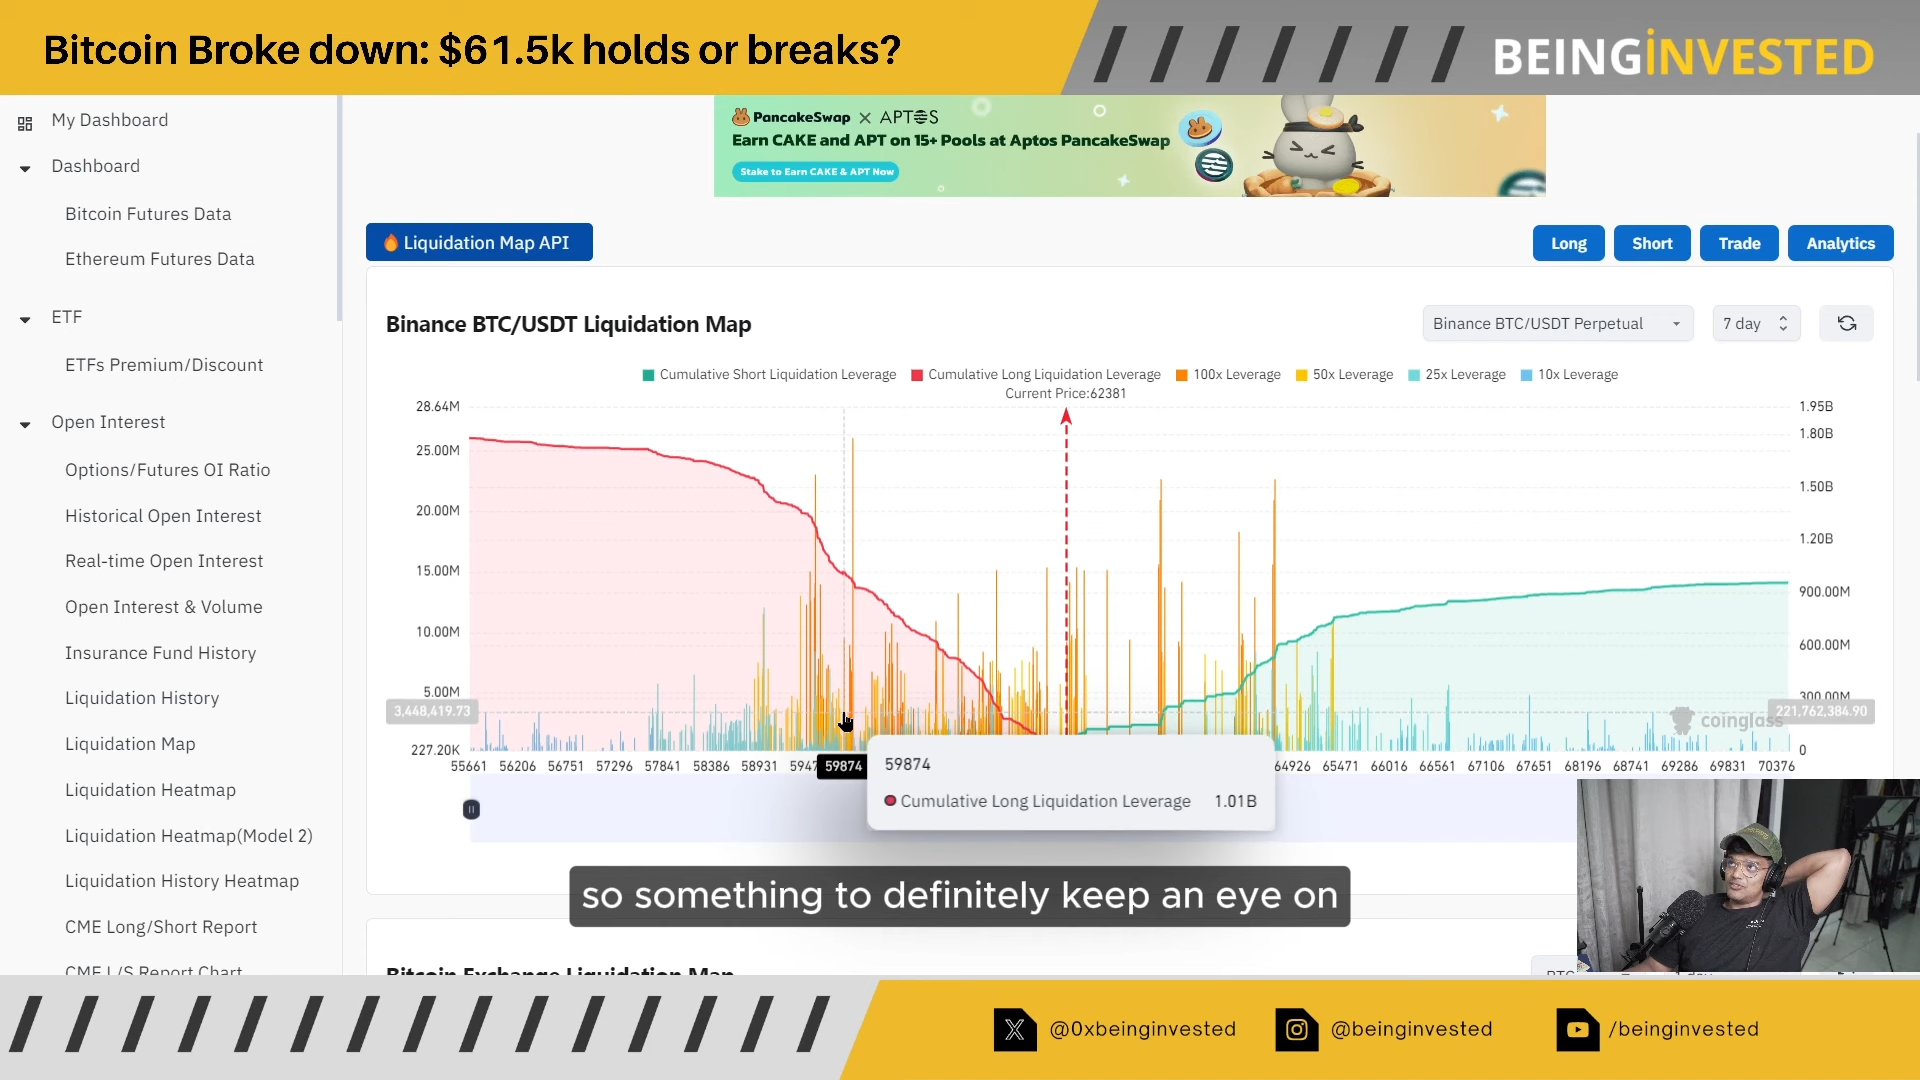 Bitcoin Broke down: $61.5k holds or breaks?
BEINGiNVESTED
My Dashboard
Dashboard
Bitcoin Futures Data
Ethereum Futures Data
ETF
ETFs Premium/Discount
Open Interest
Options/Futures OI Ratio
Historical Open Interest
Real-time Open Interest
Open Interest & Volume
Insurance Fund History
Liquidation History
Liquidation Map
Liquidation Heatmap
Liquidation Heatmap(Model 2)
Liquidation History Heatmap
CME Long/Short Report
CME L/S Report Chart
PancakeSwap X APTOS
Earn CAKE and APT on 15+ Pools at Aptos PancakeSwap
Stake to Earn CAKE & APT Now
Liquidation Map API
Long Short Trade Analytics
Binance BTC/USDT Liquidation Map
Binance BTC/USDT Perpetual 7 day
Cumulative Short Liquidation Leverage Cumulative Long Liquidation Leverage 100x Leverage 50x Leverage 25x Leverage 10x Leverage
Current Price:62381
28.64M 1.95B
1.80B
25.00M
1.50B
20.00M
1.20B
15.00M
900.00M
10.00M
600.00M
5.00M 300.00M
3,448,419.73 221,762,384.90
coinglass
227.20K 0
55661 56206 56751 57296 57841 58386 58931 5947 59874 64926 65471 66016 66561 67106 67651 68196 68741 69286 69831 70376
59874
Cumulative Long Liquidation Leverage 1.01B
so something to definitely keep an eye on
Bitcoin Exchange Liquidation Map
BTC
@0xbeinginvested @beinginvested /beinginvested